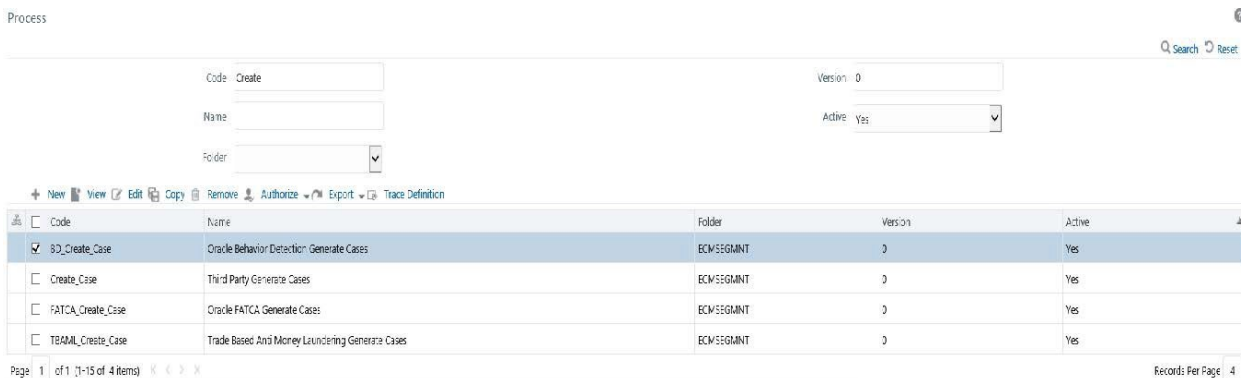 Process
Search Reset
Code Create Version 0
Name Active Yes
Folder
New View Edit Copy Remove Authorize Export Trace Definition
Code Name Folder Version Active
BD_Create_Case Oracle Behavior Detection Generate Cases ECMSEGMNT 0 Yes
Create_Case Third Party Generate Cases ECMSEGMNT 0 Yes
FATCA_Create_Case Oracle FATCA Generate Cases ECMSEGMNT 0 Yes
TBAML_Create_Case Trade Based Anti Money Laundering Generate Cases ECMSEGMNT 0 Yes
Page 1 of 1 (1-15 of 4 items) Records Per Page 4